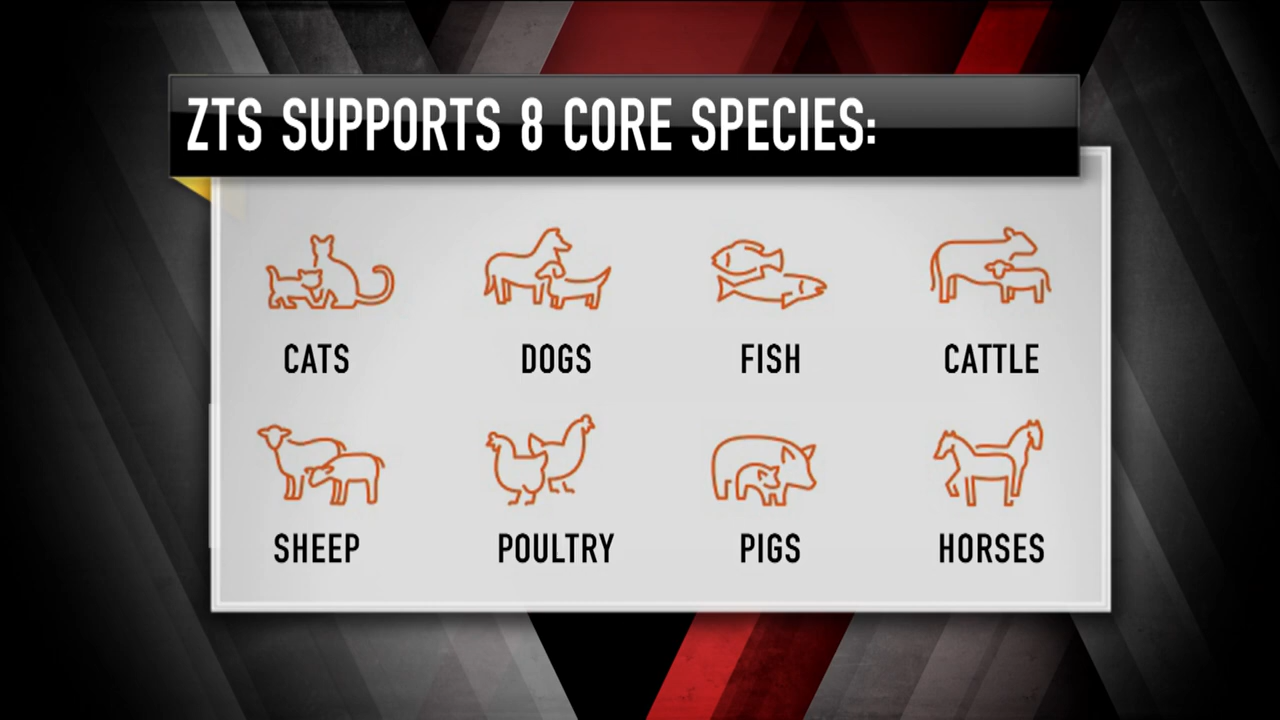 ZTS SUPPORTS 8 CORE SPECIES:
CATS DOGS FISH CATTLE
SHEEP POULTRY PIGS HORSES